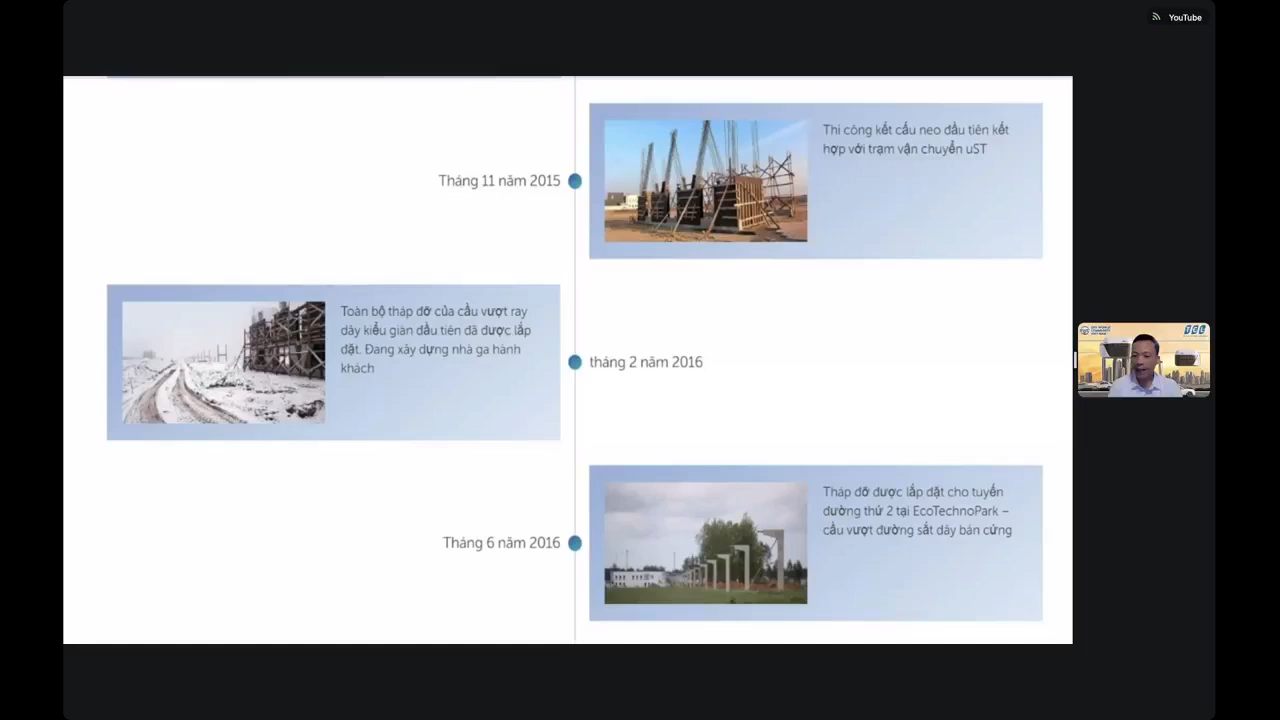 YouTube
Thi công kết cấu neo đầu tiên kết
hợp với trạm vận chuyển uST
Tháng 11 năm 2015
Toàn bộ tháp đỡ của cầu vượt ray
dây kiểu giàn đầu tiên đã được lắp
đặt. Đang xây dựng nhà ga hành
khách
tháng 2 năm 2016
Tháp đỡ được lắp đặt cho tuyến
đường thứ 2 tại EcoTechnoPark –
cầu vượt đường sắt dây bán cứng
Tháng 6 năm 2016